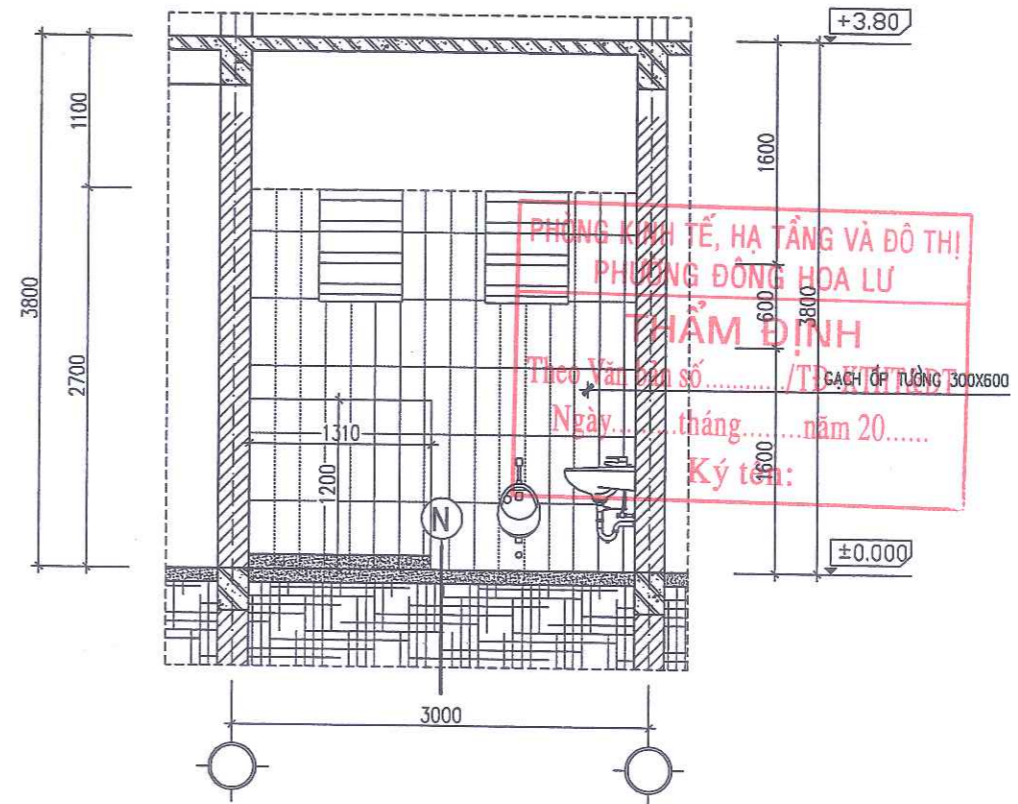 +3.80
1100
3800
2700
1600
600
3800
1600
PHÒNG KINH TẾ, HẠ TẦNG VÀ ĐÔ THỊ
PHƯỜNG ĐÔNG HOA LƯ
THẨM ĐỊNH
Theo Văn bản số.........../TĐ-KTHT&ĐT
GẠCH ỐP TƯỜNG 300X600
Ngày.........tháng........năm 20......
Ký tên:
1310
1200
N
±0.000
3000